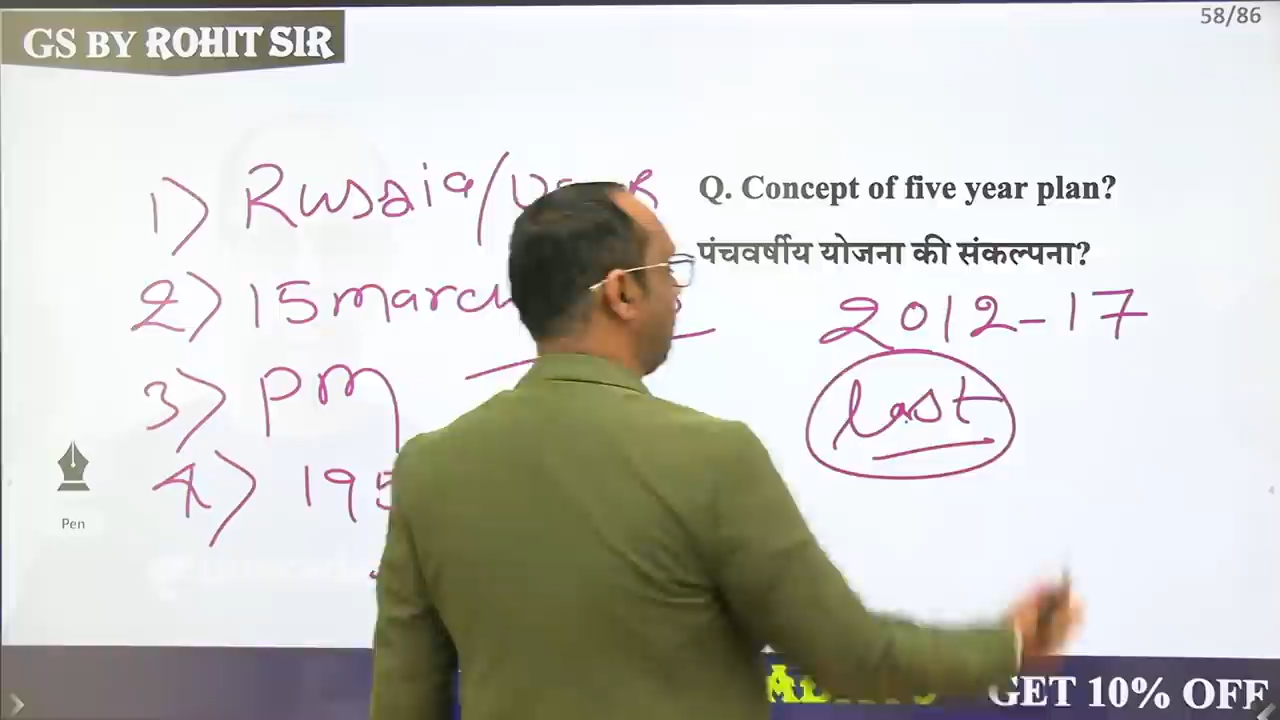 58/86
GS BY ROHIT SIR
1) Russia/
Q. Concept of five year plan?
पंचवर्षीय योजना की संकल्पना?
2) 15 march
2012-17
3) PM
last
4) 195
Pen
GET 10% OFF